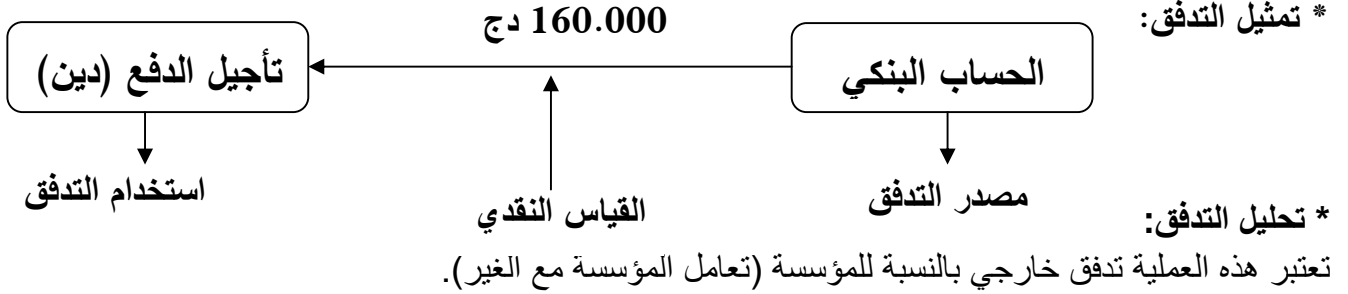 * تمثيل التدفق:
160.000 دج
الحساب البنكي
تأجيل الدفع (دين)
مصدر التدفق
القياس النقدي
استخدام التدفق
* تحليل التدفق:
تعتبر هذه العملية تدفق خارجي بالنسبة للمؤسسة (تعامل المؤسسة مع الغير).